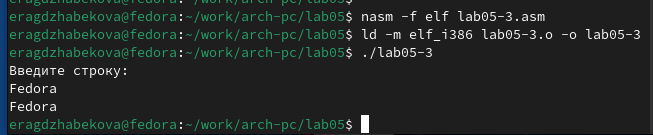 eragdzhabekova@fedora:~/work/arch-pc/lab05$ nasm -f elf lab05-3.asm
eragdzhabekova@fedora:~/work/arch-pc/lab05$ ld -m elf_i386 lab05-3.o -o lab05-3
eragdzhabekova@fedora:~/work/arch-pc/lab05$ ./lab05-3
Введите строку:
Fedora
Fedora
eragdzhabekova@fedora:~/work/arch-pc/lab05$